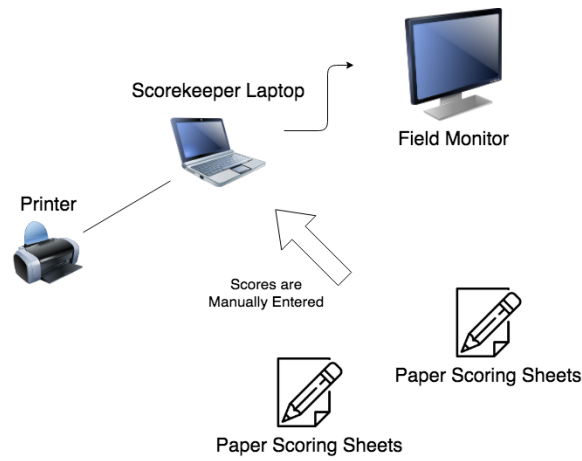 Scorekeeper Laptop
Field Monitor
Printer
Scores are
Manually Entered
Paper Scoring Sheets
Paper Scoring Sheets